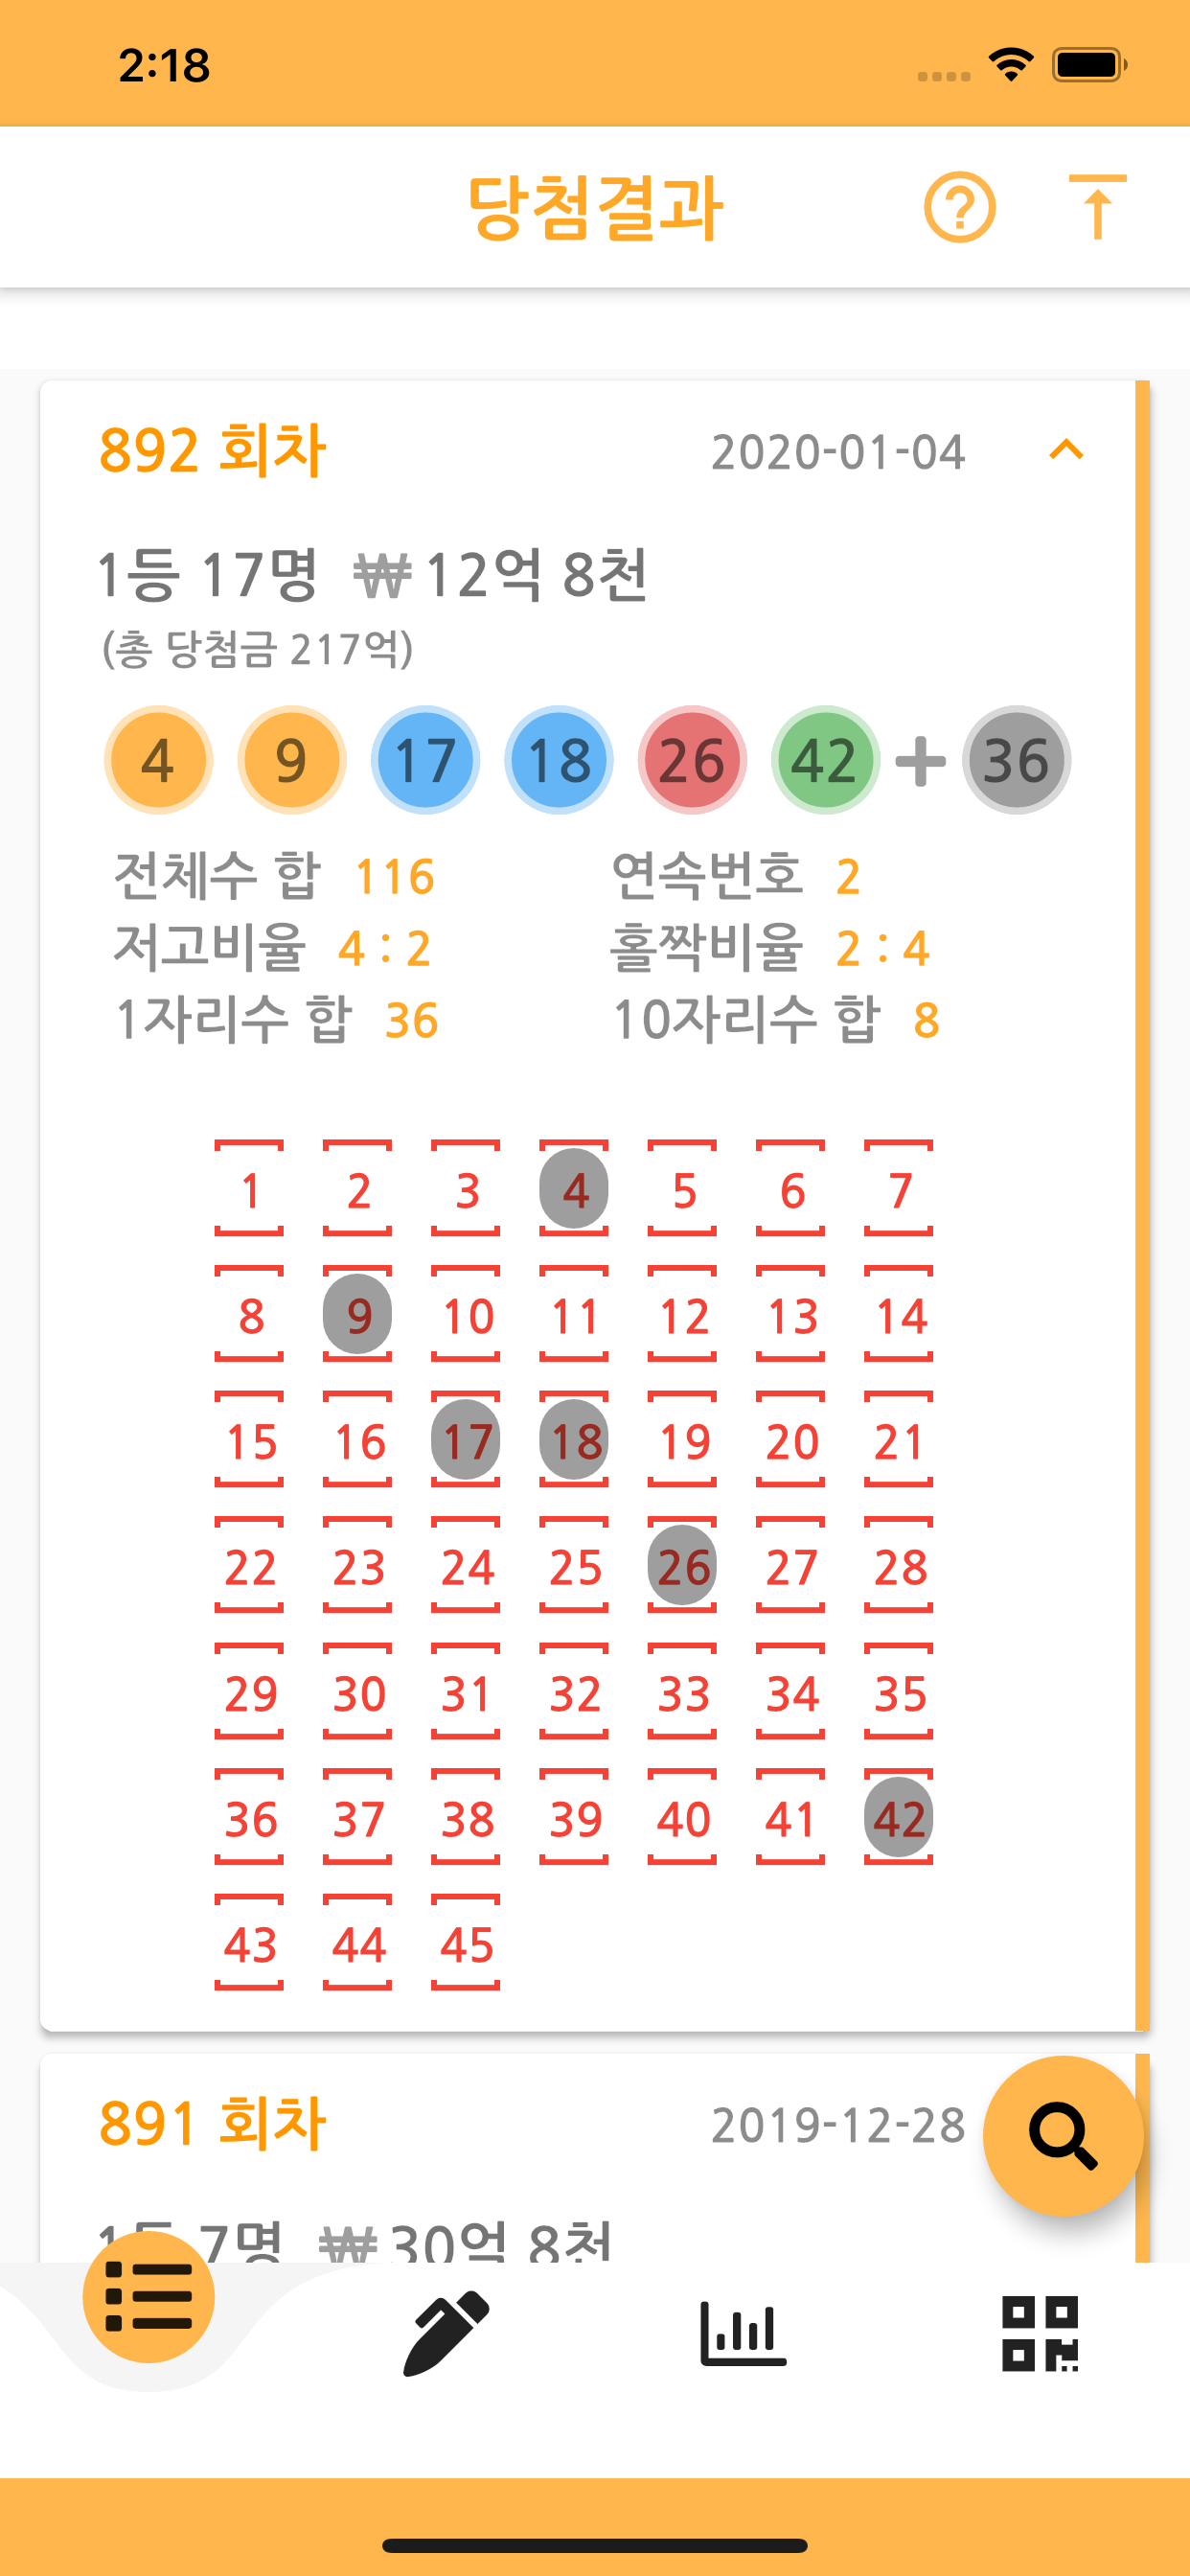 2:18
당첨결과
892 회차 2020-01-04
1등 17명 ₩12억 8천
(총 당첨금 217억)
4 9 17 18 26 42 + 36
전체수 합 116 연속번호 2
저고비율 4 : 2 홀짝비율 2 : 4
1자리수 합 36 10자리수 합 8
1 2 3 4 5 6 7
8 9 10 11 12 13 14
15 16 17 18 19 20 21
22 23 24 25 26 27 28
29 30 31 32 33 34 35
36 37 38 39 40 41 42
43 44 45
891 회차 2019-12-28
1등 7명 ₩30억 8천